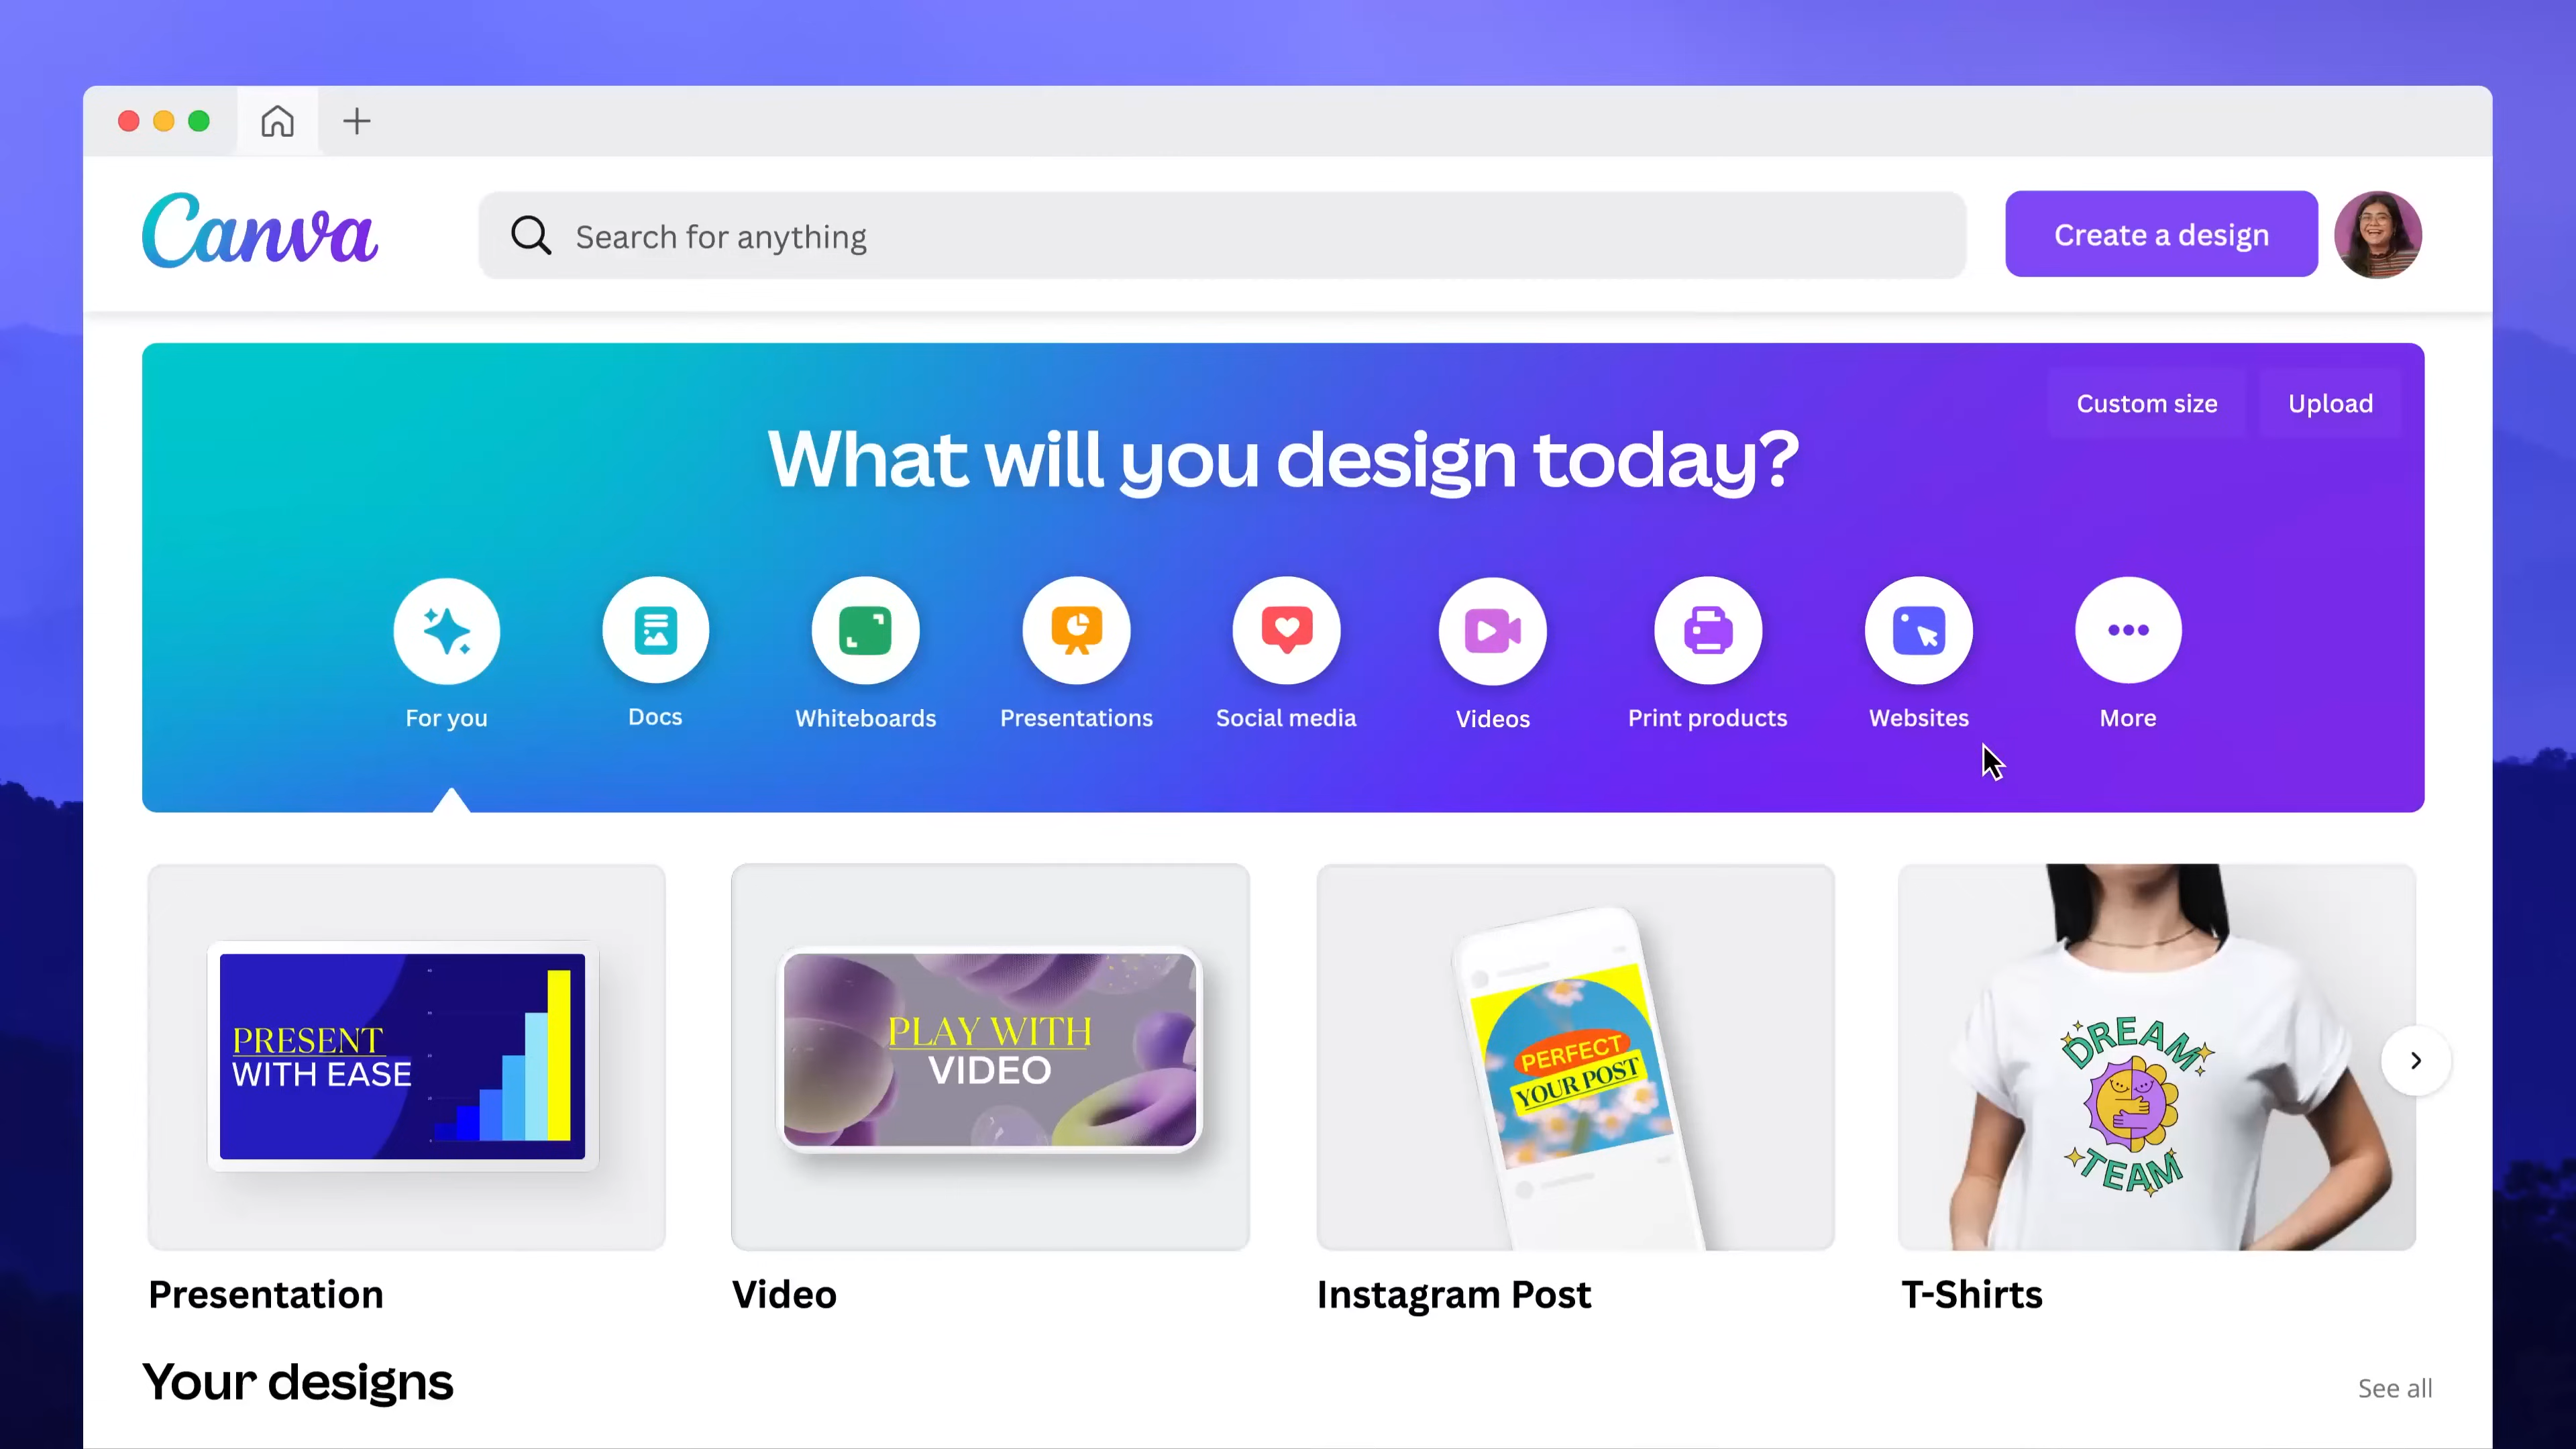 Canva
Search for anything
Create a design
Custom size
Upload
What will you design today?
For you
Docs
Whiteboards
Presentations
Social media
Videos
Print products
Websites
More
PRESENT
WITH EASE
PLAY WITH
VIDEO
PERFECT
YOUR POST
DREAM
TEAM
Presentation
Video
Instagram Post
T-Shirts
Your designs
See all